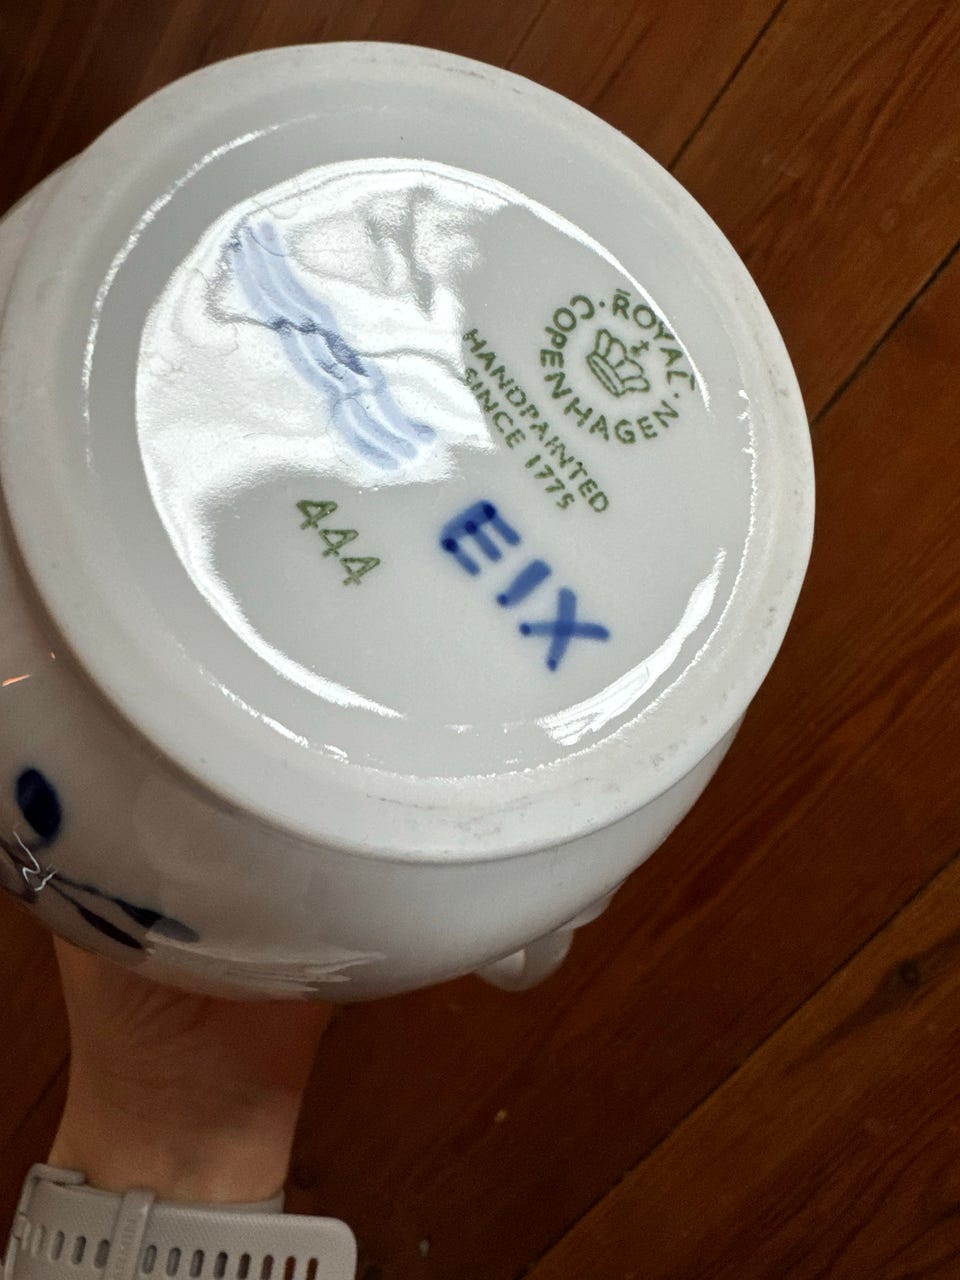 ROYAL · COPENHAGEN ·
HANDPAINTED
SINCE 1775
444
EIX